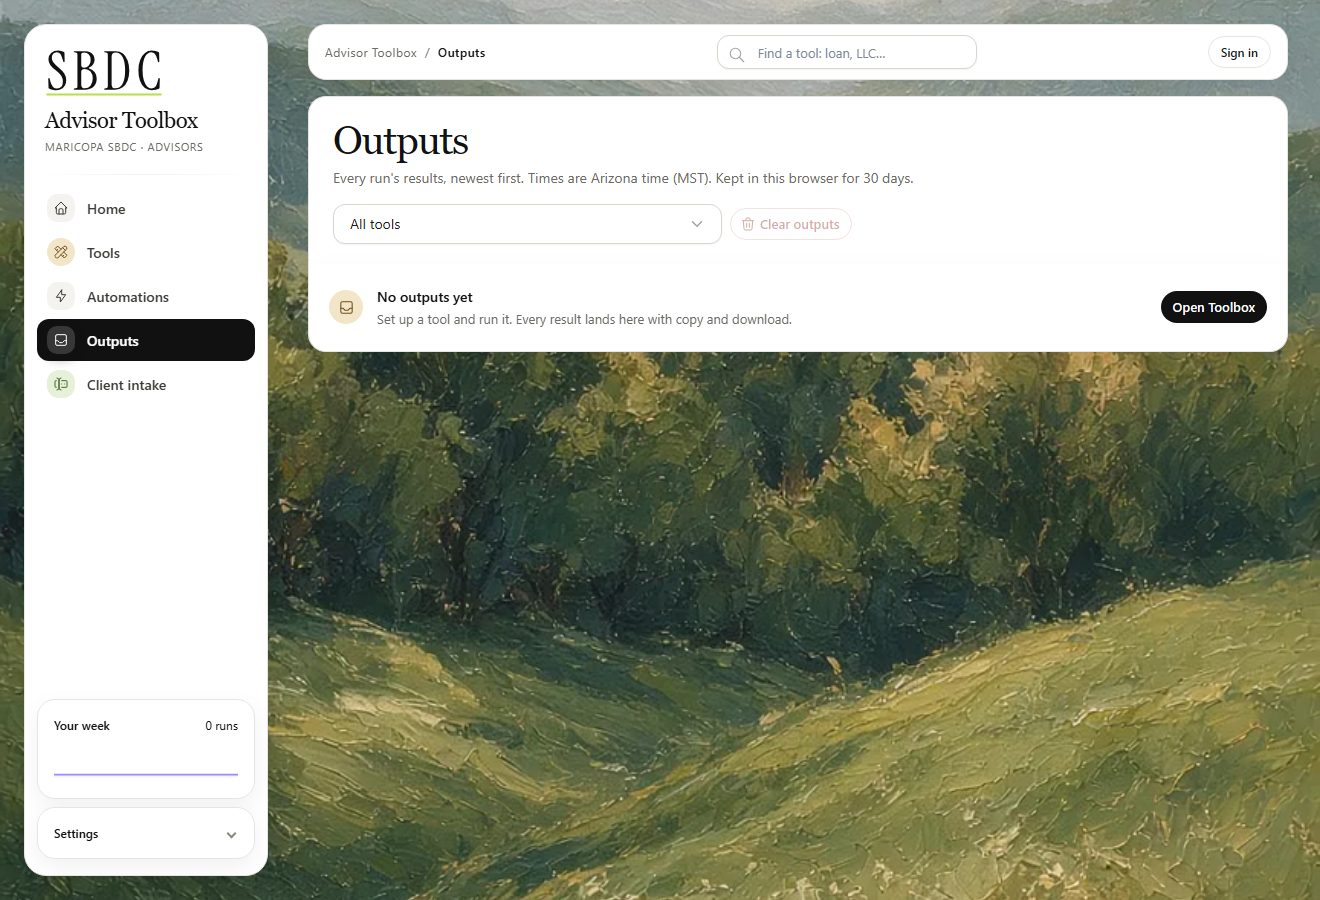 SBDC
Advisor Toolbox
MARICOPA SBDC · ADVISORS
Home
Tools
Automations
Outputs
Client intake
Your week 0 runs
Settings
Advisor Toolbox / Outputs
Find a tool: loan, LLC...
Sign in
Outputs
Every run's results, newest first. Times are Arizona time (MST). Kept in this browser for 30 days.
All tools
Clear outputs
No outputs yet
Set up a tool and run it. Every result lands here with copy and download.
Open Toolbox